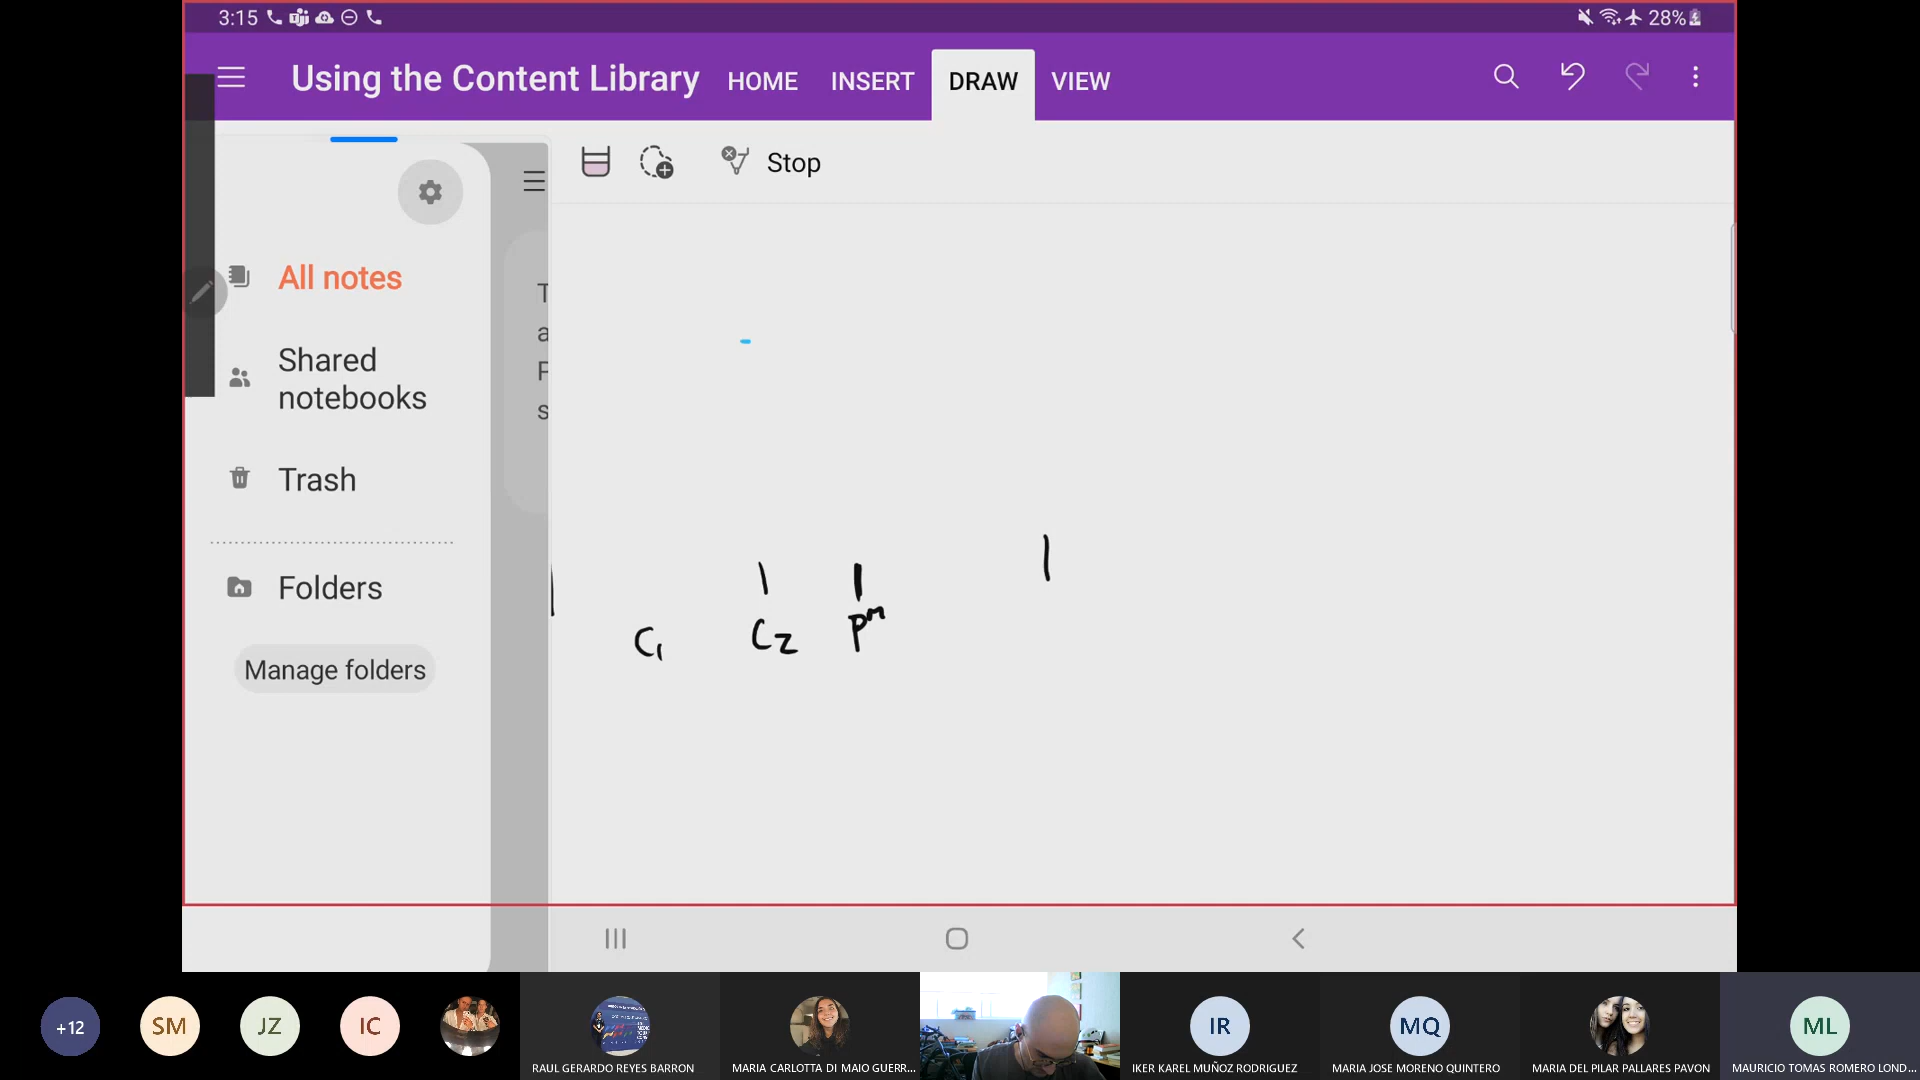 3:15 28%
Using the Content Library HOME INSERT DRAW VIEW
Stop
All notes
Shared
notebooks
Trash
Folders
Manage folders
T
a
P
s
C₁ C₂ Pᵐ
+12 SM JZ IC IR MQ ML
RAUL GERARDO REYES BARRON MARIA CARLOTTA DI MAIO GUERR... IKER KAREL MUÑOZ RODRIGUEZ MARIA JOSE MORENO QUINTERO MARIA DEL PILAR PALLARES PAVON MAURICIO TOMAS ROMERO LOND...